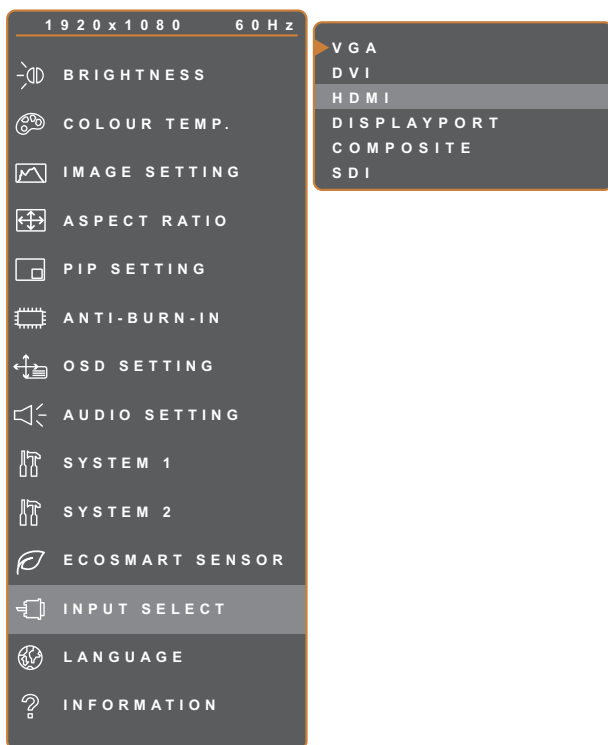 1920x1080 60Hz
BRIGHTNESS
COLOUR TEMP.
IMAGE SETTING
ASPECT RATIO
PIP SETTING
ANTI-BURN-IN
OSD SETTING
AUDIO SETTING
SYSTEM 1
SYSTEM 2
ECOSMART SENSOR
INPUT SELECT
LANGUAGE
INFORMATION
VGA
DVI
HDMI
DISPLAYPORT
COMPOSITE
SDI